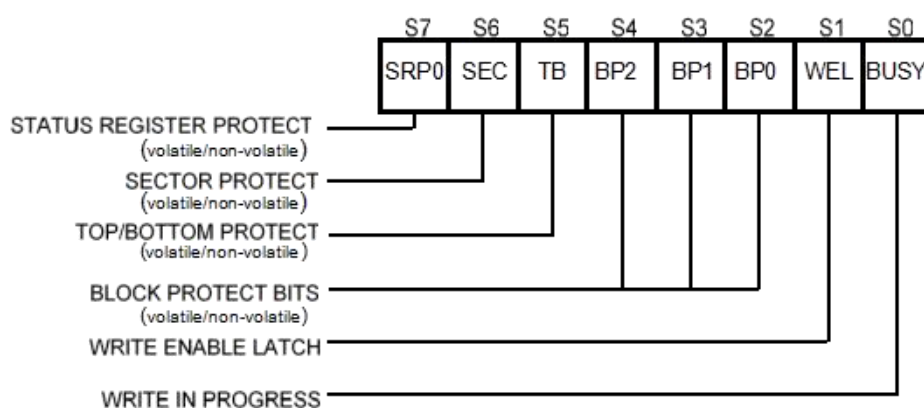 S7 S6 S5 S4 S3 S2 S1 S0
SRP0 SEC TB BP2 BP1 BP0 WEL BUSY
STATUS REGISTER PROTECT
(volatile/non-volatile)
SECTOR PROTECT
(volatile/non-volatile)
TOP/BOTTOM PROTECT
(volatile/non-volatile)
BLOCK PROTECT BITS
(volatile/non-volatile)
WRITE ENABLE LATCH
WRITE IN PROGRESS